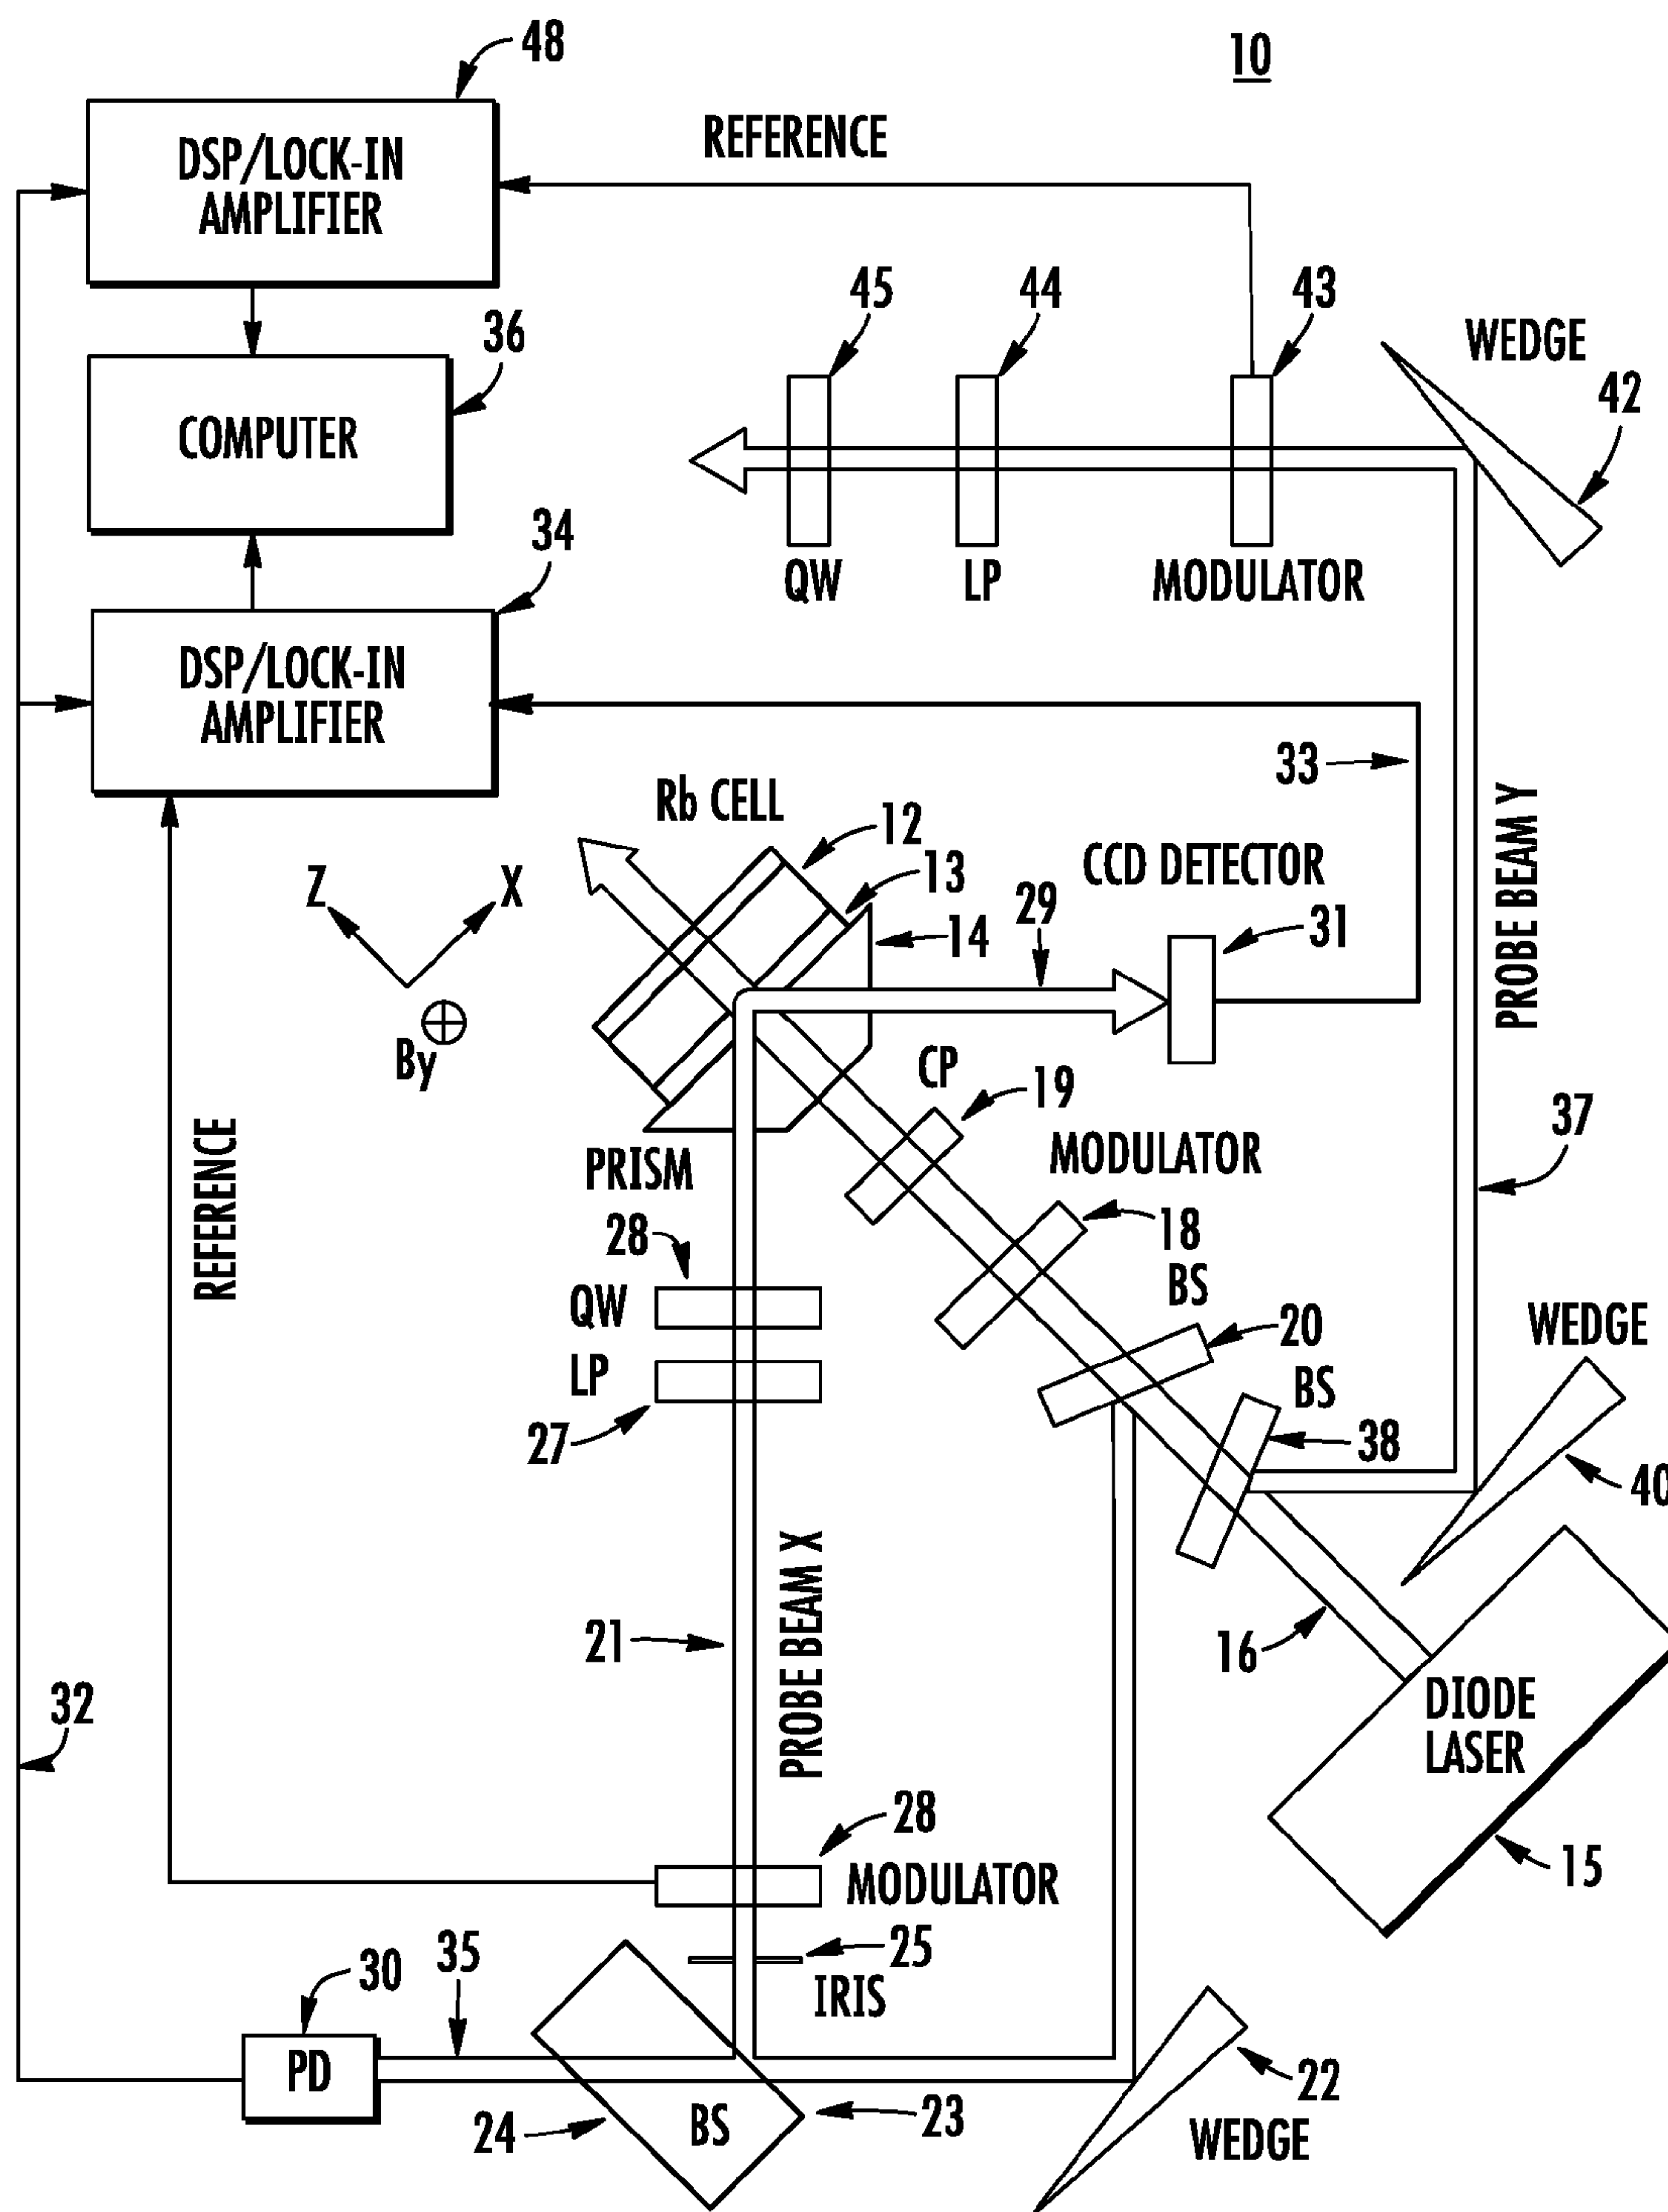 48
10
DSP/LOCK-IN
AMPLIFIER
REFERENCE
45
44
43
WEDGE
42
36
COMPUTER
QW
LP
MODULATOR
34
DSP/LOCK-IN
AMPLIFIER
33
PROBE BEAM Y
Rb CELL
12
13
14
CCD DETECTOR
29
31
Z
X
By
CP
19
37
REFERENCE
PRISM
MODULATOR
18
28
QW
BS
20
WEDGE
LP
27
BS
38
40
PROBE BEAM X
21
16
DIODE
LASER
15
32
28
MODULATOR
25
IRIS
30
35
PD
24
BS
23
22
WEDGE